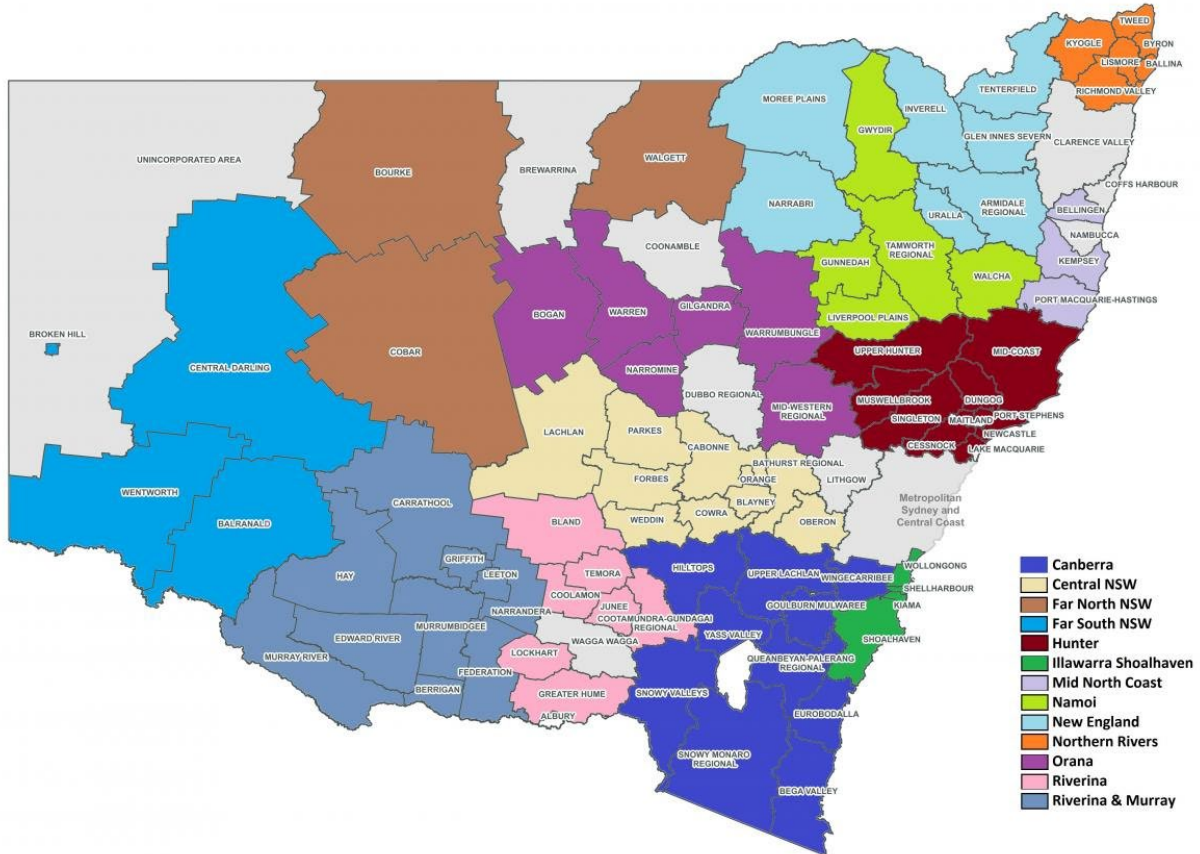 TWEED
KYOGLE
BYRON
LISMORE
BALLINA
RICHMOND VALLEY
TENTERFIELD
MOREE PLAINS
INVERELL
GWYDIR
GLEN INNES SEVERN
CLARENCE VALLEY
UNINCORPORATED AREA
BOURKE
BREWARRINA
WALGETT
COFFS HARBOUR
NARRABRI
ARMIDALE
REGIONAL
URALLA
BELLINGEN
NAMBUCCA
COONAMBLE
TAMWORTH
REGIONAL
GUNNEDAH
KEMPSEY
WALCHA
PORT MACQUARIE-HASTINGS
BOGAN
WARREN
GILGANDRA
LIVERPOOL PLAINS
WARRUMBUNGLE
BROKEN HILL
COBAR
UPPER HUNTER
MID-COAST
CENTRAL DARLING
NARROMINE
DUBBO REGIONAL
MID-WESTERN
REGIONAL
MUSWELLBROOK
DUNGOG
SINGLETON
MAITLAND
PORT STEPHENS
NEWCASTLE
CESSNOCK
LAKE MACQUARIE
LACHLAN
PARKES
CABONNE
BATHURST REGIONAL
FORBES
ORANGE
LITHGOW
WENTWORTH
CARRATHOOL
BLAYNEY
Metropolitan
Sydney and
Central Coast
BALRANALD
BLAND
WEDDIN
COWRA
OBERON
GRIFFITH
HAY
LEETON
TEMORA
HILLTOPS
UPPER LACHLAN
WINGECARRIBEE
WOLLONGONG
SHELLHARBOUR
COOLAMON
JUNEE
NARRANDERA
COOTAMUNDRA-GUNDAGAI
REGIONAL
GOULBURN MULWAREE
KIAMA
MURRUMBIDGEE
EDWARD RIVER
WAGGA WAGGA
YASS VALLEY
SHOALHAVEN
MURRAY RIVER
LOCKHART
QUEANBEYAN-PALERANG
REGIONAL
FEDERATION
BERRIGAN
GREATER HUME
SNOWY VALLEYS
ALBURY
EUROBODALLA
SNOWY MONARO
REGIONAL
BEGA VALLEY
Canberra
Central NSW
Far North NSW
Far South NSW
Hunter
Illawarra Shoalhaven
Mid North Coast
Namoi
New England
Northern Rivers
Orana
Riverina
Riverina & Murray